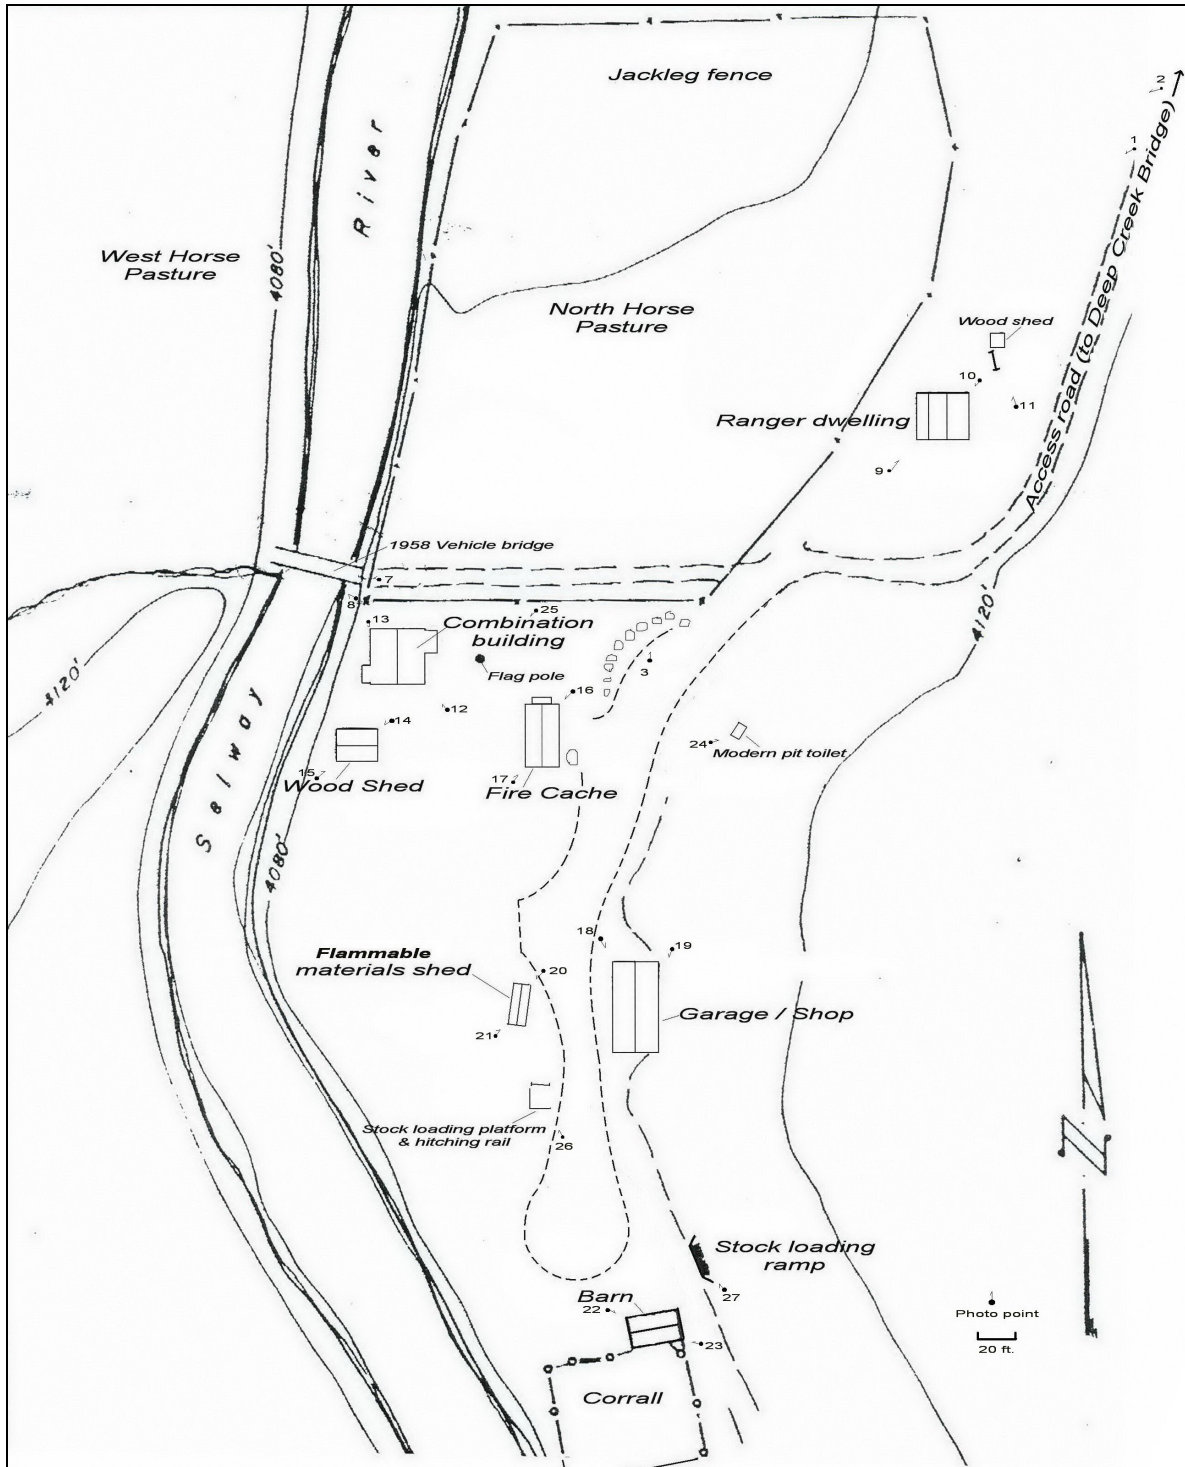 Jackleg fence
2
1
River
West Horse
Pasture
4080'
North Horse
Pasture
Access road (to Deep Creek Bridge)
Wood shed
10
11
Ranger dwelling
9
1958 Vehicle bridge
7
8
25
13
Combination
building
4120'
4120'
3
Flag pole
16
12
14
24
Modern pit toilet
15
Wood Shed
17
Fire Cache
Selway
4080'
18
19
Flammable
materials shed
20
21
Garage / Shop
Stock loading platform
& hitching rail
26
N
Stock loading
ramp
27
Barn
22
23
Photo point
20 ft.
Corrall